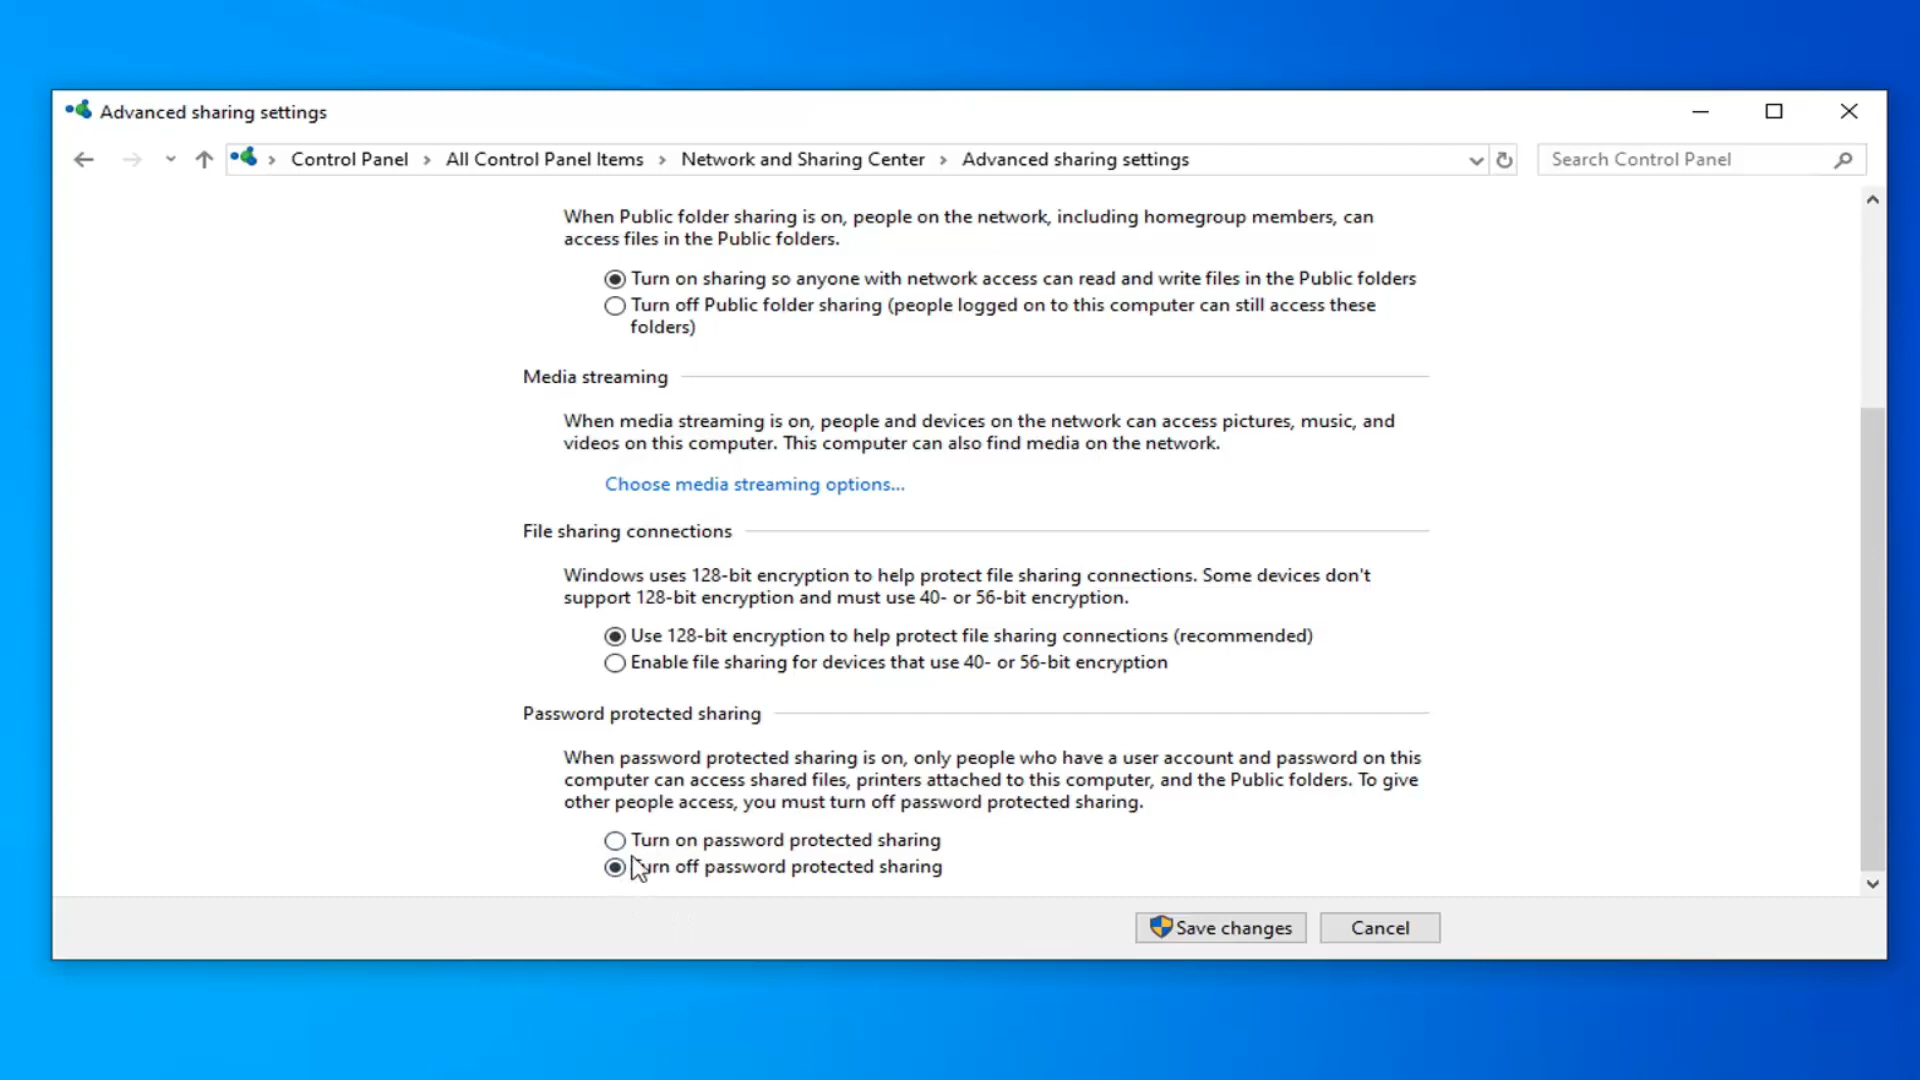 Advanced sharing settings
Control Panel > All Control Panel Items > Network and Sharing Center > Advanced sharing settings
Search Control Panel
When Public folder sharing is on, people on the network, including homegroup members, can
access files in the Public folders.
Turn on sharing so anyone with network access can read and write files in the Public folders
Turn off Public folder sharing (people logged on to this computer can still access these
folders)
Media streaming
When media streaming is on, people and devices on the network can access pictures, music, and
videos on this computer. This computer can also find media on the network.
Choose media streaming options...
File sharing connections
Windows uses 128-bit encryption to help protect file sharing connections. Some devices don't
support 128-bit encryption and must use 40- or 56-bit encryption.
Use 128-bit encryption to help protect file sharing connections (recommended)
Enable file sharing for devices that use 40- or 56-bit encryption
Password protected sharing
When password protected sharing is on, only people who have a user account and password on this
computer can access shared files, printers attached to this computer, and the Public folders. To give
other people access, you must turn off password protected sharing.
Turn on password protected sharing
Turn off password protected sharing
Save changes
Cancel